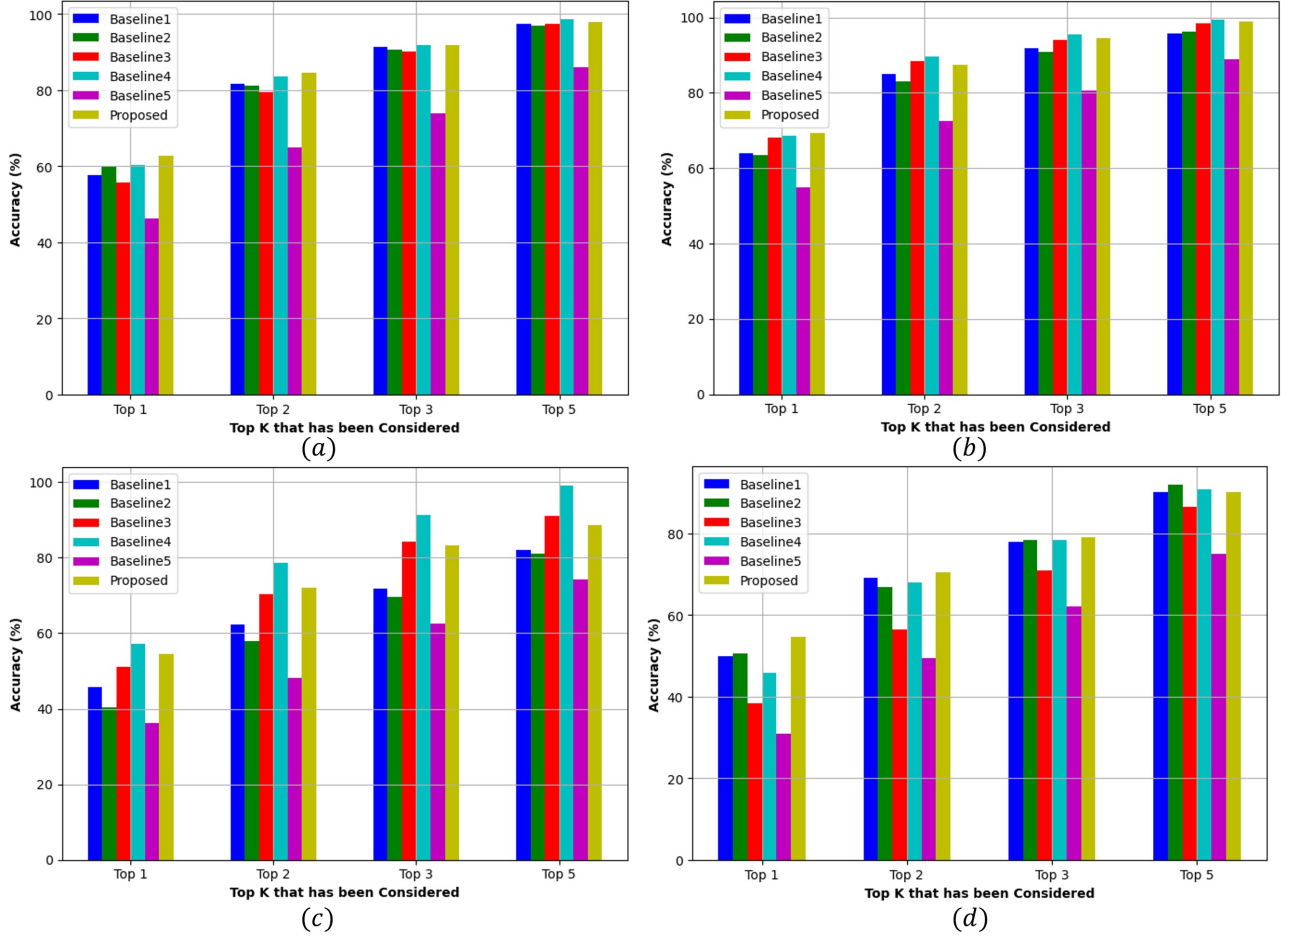 100
80
60
40
20
0
Accuracy (%)
Baseline1
Baseline2
Baseline3
Baseline4
Baseline5
Proposed
Top 1 Top 2 Top 3 Top 5
Top K that has been Considered
(a)
100
80
60
40
20
0
Accuracy (%)
Baseline1
Baseline2
Baseline3
Baseline4
Baseline5
Proposed
Top 1 Top 2 Top 3 Top 5
Top K that has been Considered
(b)
100
80
60
40
20
0
Accuracy (%)
Baseline1
Baseline2
Baseline3
Baseline4
Baseline5
Proposed
Top 1 Top 2 Top 3 Top 5
Top K that has been Considered
(c)
80
60
40
20
0
Accuracy (%)
Baseline1
Baseline2
Baseline3
Baseline4
Baseline5
Proposed
Top 1 Top 2 Top 3 Top 5
Top K that has been Considered
(d)